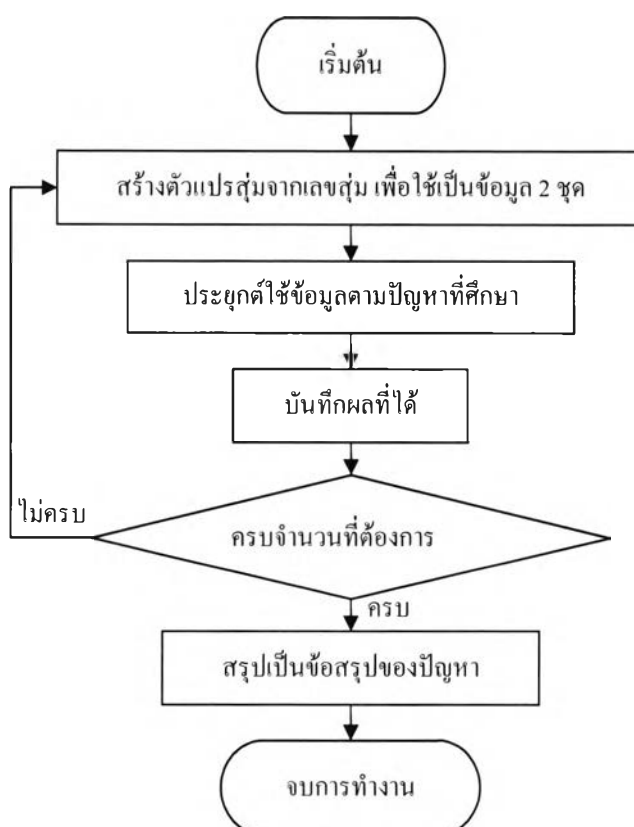 เริ่มต้น
สร้างตัวแปรสุ่มจากเลขสุ่ม เพื่อใช้เป็นข้อมูล 2 ชุด
ประยุกต์ใช้ข้อมูลตามปัญหาที่ศึกษา
บันทึกผลที่ได้
ไม่ครบ
ครบจำนวนที่ต้องการ
ครบ
สรุปเป็นข้อสรุปของปัญหา
จบการทำงาน